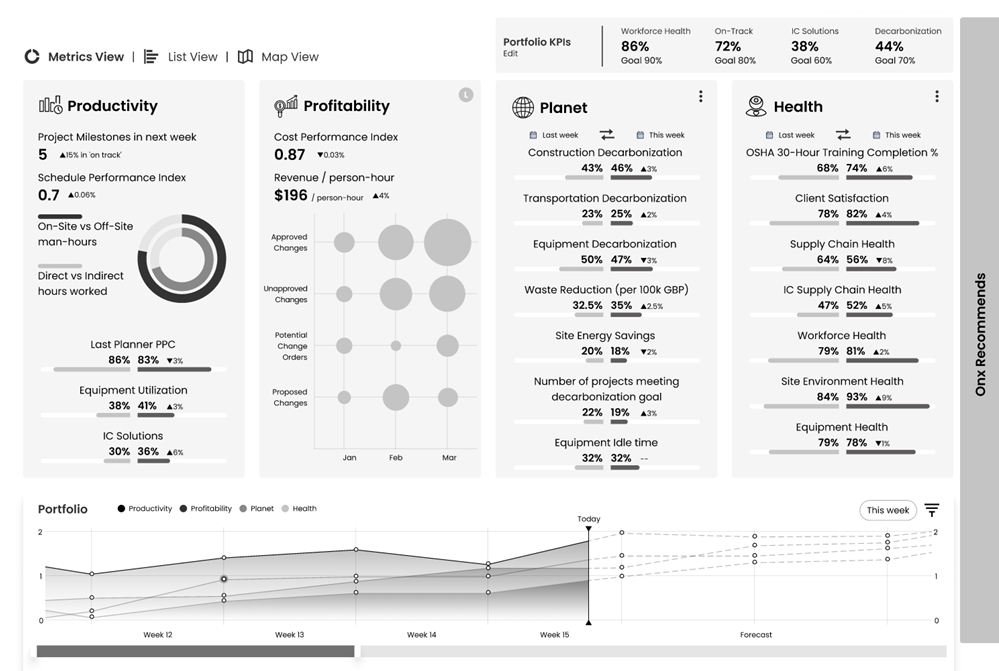 Metrics View | List View | Map View
Portfolio KPIs
Edit
Workforce Health
86%
Goal 90%
On-Track
72%
Goal 80%
IC Solutions
38%
Goal 60%
Decarbonization
44%
Goal 70%
Productivity
Project Milestones in next week
5 ▲15% in 'on track'
Schedule Performance Index
0.7 ▲0.06%
On-Site vs Off-Site
man-hours
Direct vs Indirect
hours worked
Last Planner PPC
86% 83% ▼3%
Equipment Utilization
38% 41% ▲3%
IC Solutions
30% 36% ▲6%
Profitability
L
Cost Performance Index
0.87 ▼0.03%
Revenue / person-hour
$196 / person-hour ▲4%
Approved
Changes
Unapproved
Changes
Potential
Change
Orders
Proposed
Changes
Jan Feb Mar
Planet
Last week This week
Construction Decarbonization
43% 46% ▲3%
Transportation Decarbonization
23% 25% ▲2%
Equipment Decarbonization
50% 47% ▼3%
Waste Reduction (per 100k GBP)
32.5% 35% ▲2.5%
Site Energy Savings
20% 18% ▼2%
Number of projects meeting
decarbonization goal
22% 19% ▲3%
Equipment Idle time
32% 32% --
Health
Last week This week
OSHA 30-Hour Training Completion %
68% 74% ▲6%
Client Satisfaction
78% 82% ▲4%
Supply Chain Health
64% 56% ▼8%
IC Supply Chain Health
47% 52% ▲5%
Workforce Health
79% 81% ▲2%
Site Environment Health
84% 93% ▲9%
Equipment Health
79% 78% ▼1%
Onx Recommends
Portfolio
Productivity Profitability Planet Health
This week
Today
2
1
0
2
1
0
Week 12 Week 13 Week 14 Week 15 Forecast